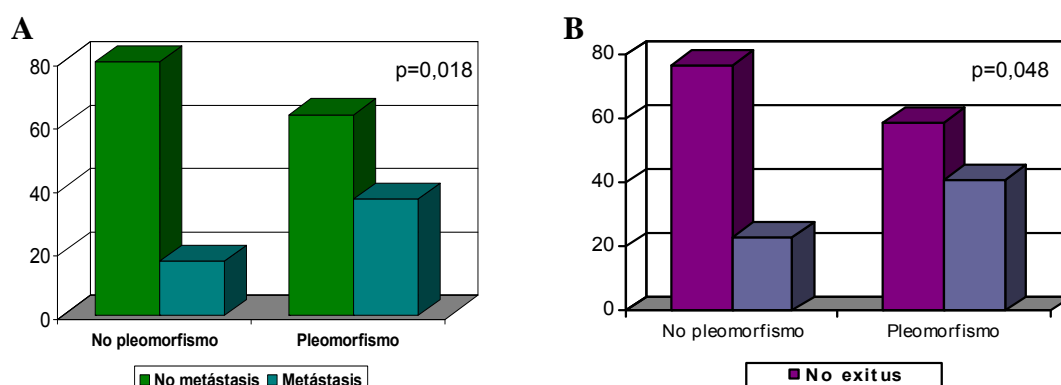 A
80
60
40
20
0
p=0,018
No pleomorfismo Pleomorfismo
No metástasis Metástasis
B
80
60
40
20
0
p=0,048
No pleomorfismo Pleomorfismo
No exitus